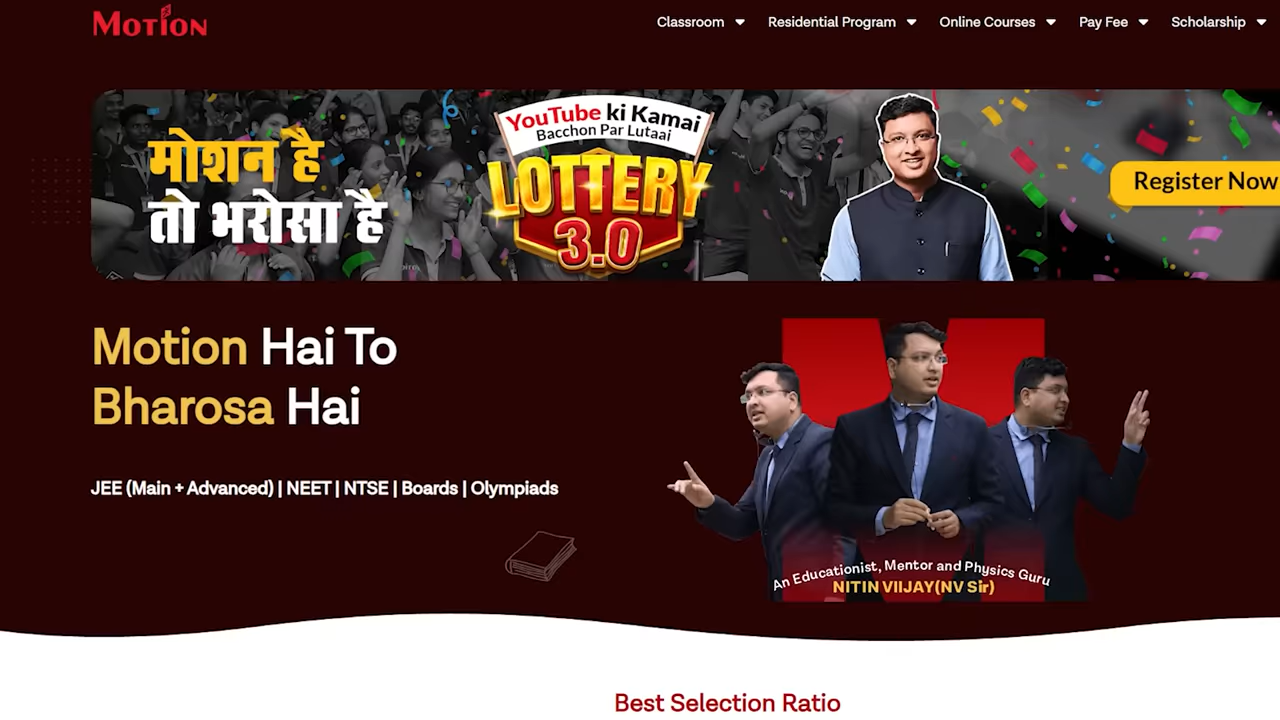 MOTION
Classroom
Residential Program
Online Courses
Pay Fee
Scholarship
मोशन है
तो भरोसा है
YouTube ki Kamai
Bacchon Par Lutaai
LOTTERY
3.0
Register Now
Motion Hai To
Bharosa Hai
JEE (Main + Advanced) | NEET | NTSE | Boards | Olympiads
An Educationist, Mentor and Physics Guru
NITIN VIIJAY(NV Sir)
Best Selection Ratio